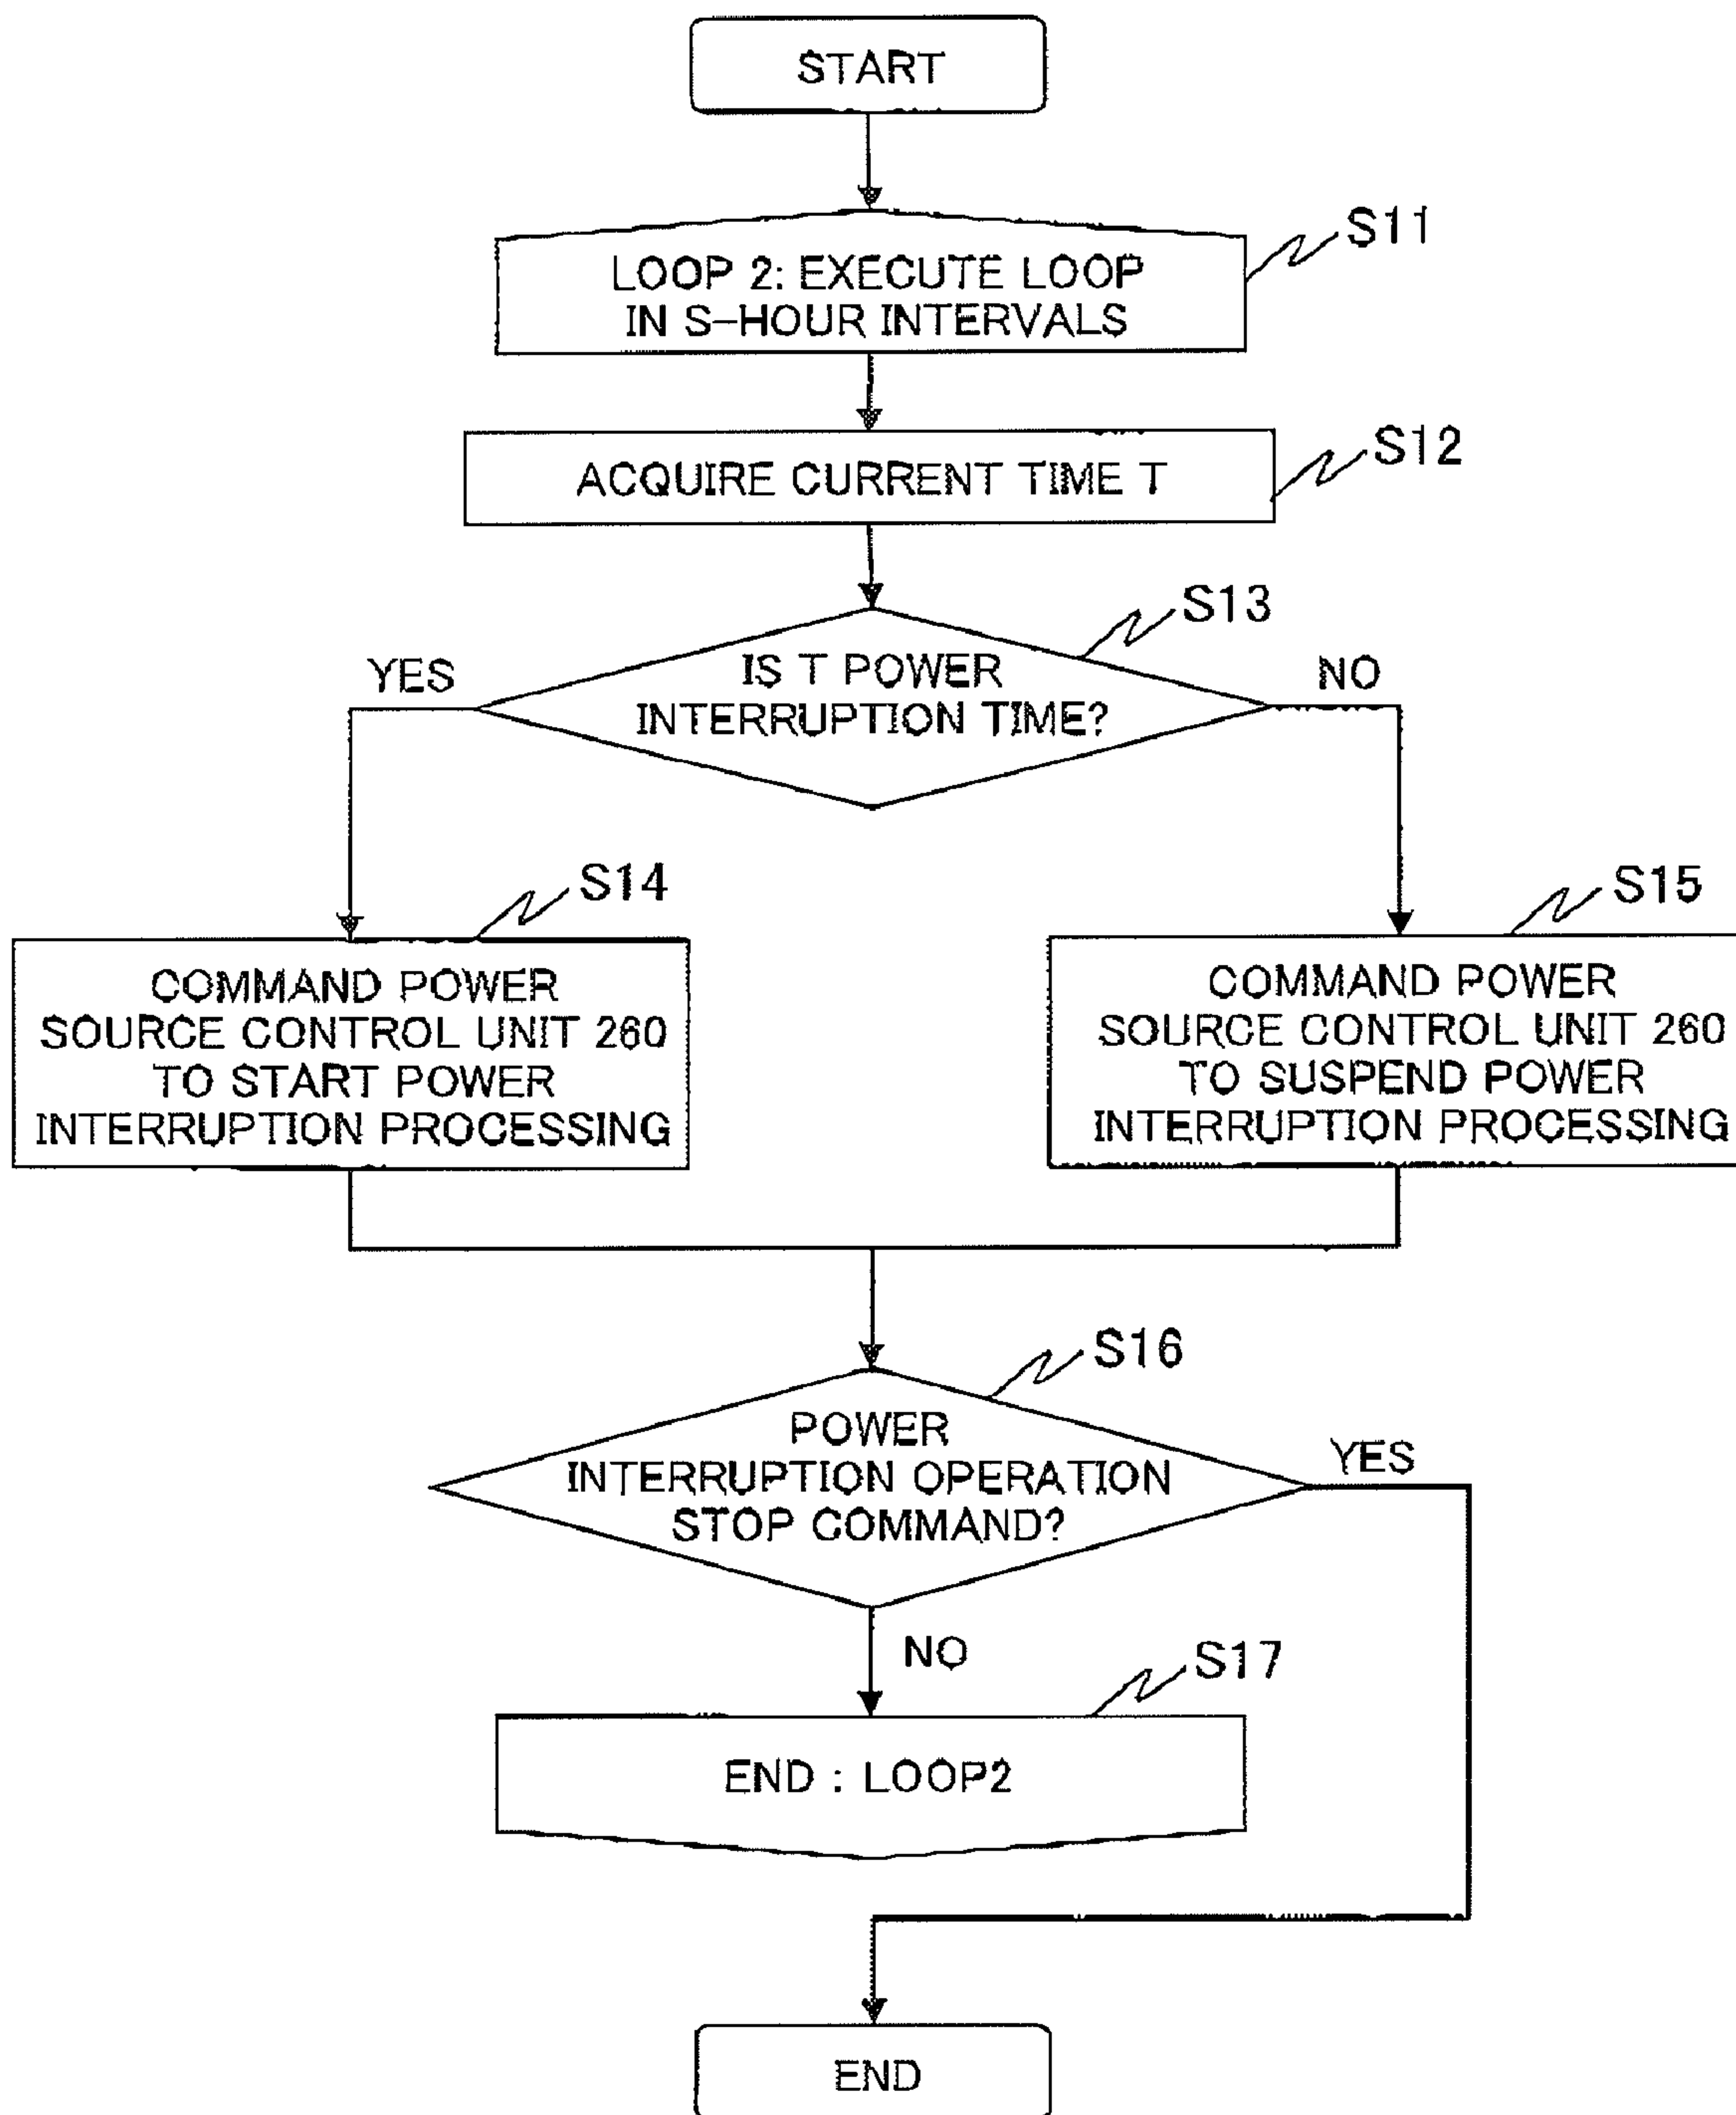 START
S11
LOOP 2: EXECUTE LOOP
IN S-HOUR INTERVALS
S12
ACQUIRE CURRENT TIME T
S13
YES
IS T POWER
INTERRUPTION TIME?
NO
S14
COMMAND POWER
SOURCE CONTROL UNIT 260
TO START POWER
INTERRUPTION PROCESSING
S15
COMMAND POWER
SOURCE CONTROL UNIT 260
TO SUSPEND POWER
INTERRUPTION PROCESSING
S16
POWER
INTERRUPTION OPERATION
STOP COMMAND?
YES
NO
S17
END : LOOP2
END